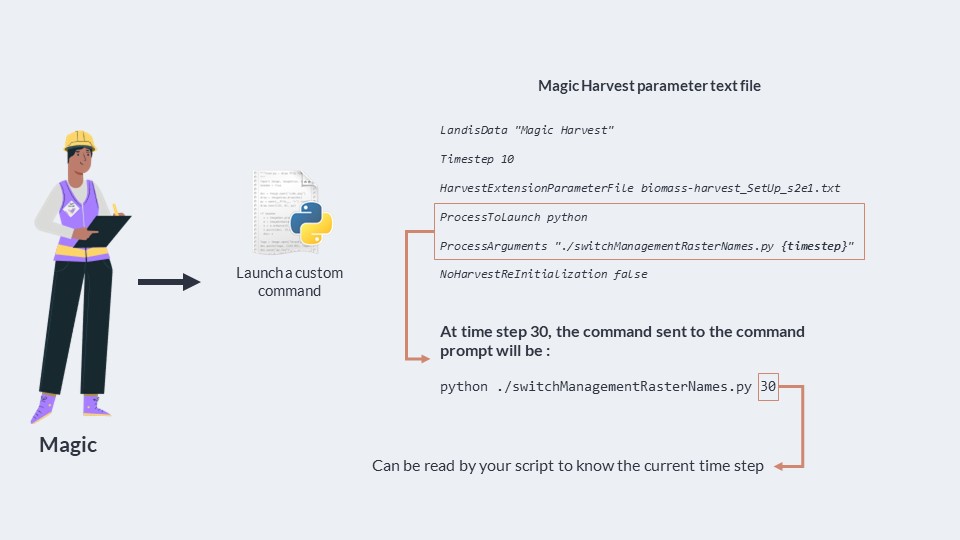 Magic Harvest parameter text file
LandisData "Magic Harvest"
Timestep 10
HarvestExtensionParameterFile biomass-harvest_SetUp_s2e1.txt
ProcessToLaunch python
ProcessArguments "./switchManagementRasterNames.py {timestep}"
NoHarvestReInitialization false
Launch a custom
command
At time step 30, the command sent to the command
prompt will be :
python ./switchManagementRasterNames.py 30
Magic
Can be read by your script to know the current time step